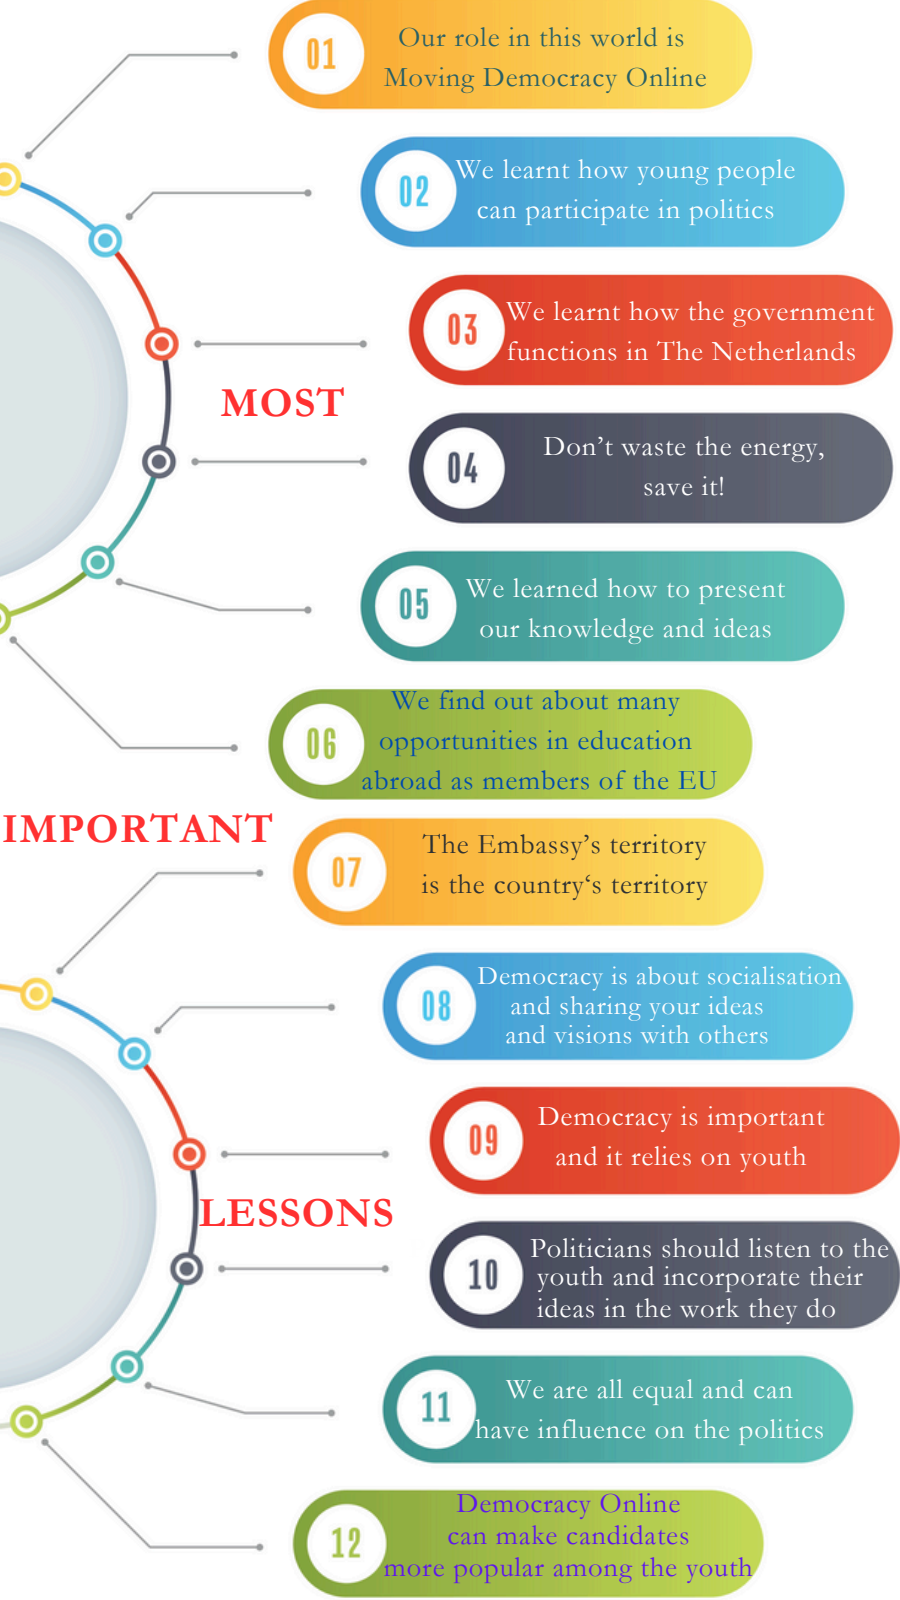 01
Our role in this world is
Moving Democracy Online
02
We learnt how young people
can participate in politics
03
We learnt how the government
functions in The Netherlands
MOST
04
Don’t waste the energy,
save it!
05
We learned how to present
our knowledge and ideas
06
We find out about many
opportunities in education
abroad as members of the EU
IMPORTANT
07
The Embassy’s territory
is the country‘s territory
08
Democracy is about socialisation
and sharing your ideas
and visions with others
09
Democracy is important
and it relies on youth
LESSONS
10
Politicians should listen to the
youth and incorporate their
ideas in the work they do
11
We are all equal and can
have influence on the politics
12
Democracy Online
can make candidates
more popular among the youth